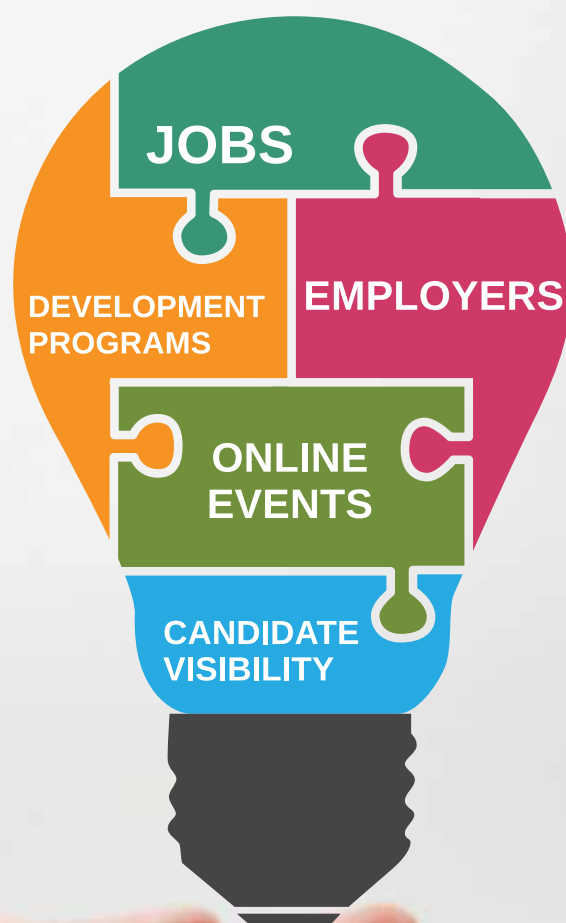 JOBS
DEVELOPMENT
PROGRAMS
EMPLOYERS
ONLINE
EVENTS
CANDIDATE
VISIBILITY